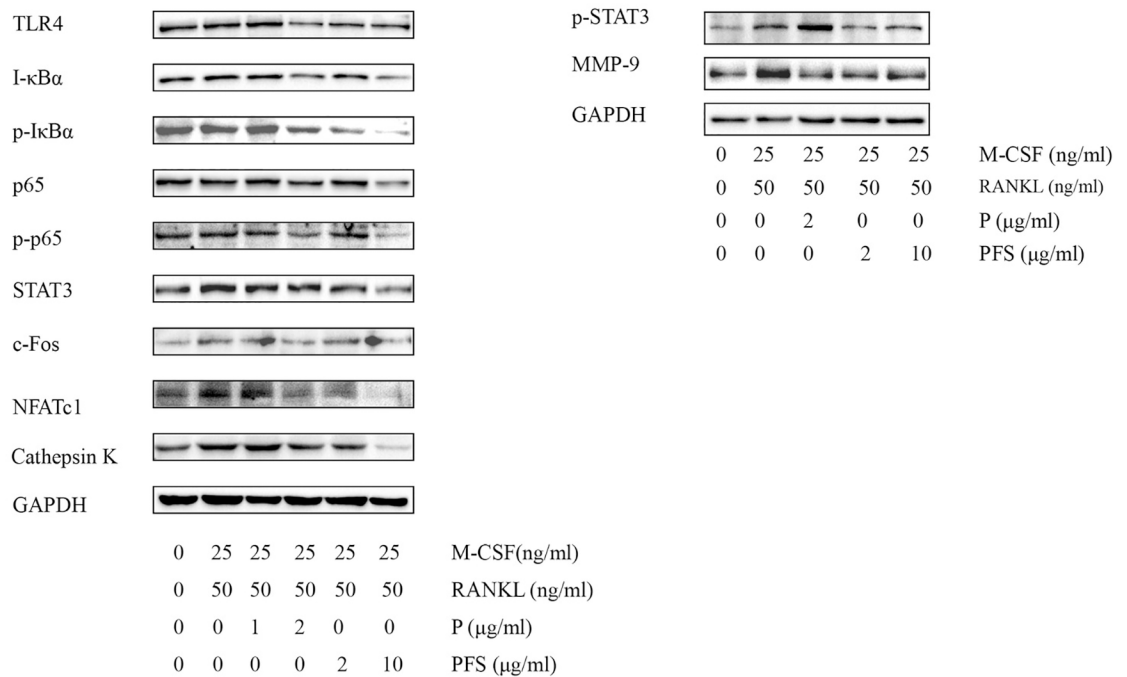 TLR4
I-κBα
p-IκBα
p65
p-p65
STAT3
c-Fos
NFATc1
Cathepsin K
GAPDH
0 25 25 25 25 25 M-CSF(ng/ml)
0 50 50 50 50 50 RANKL (ng/ml)
0 0 1 2 0 0 P (µg/ml)
0 0 0 0 2 10 PFS (µg/ml)
p-STAT3
MMP-9
GAPDH
0 25 25 25 25 M-CSF (ng/ml)
0 50 50 50 50 RANKL (ng/ml)
0 0 2 0 0 P (µg/ml)
0 0 0 2 10 PFS (µg/ml)